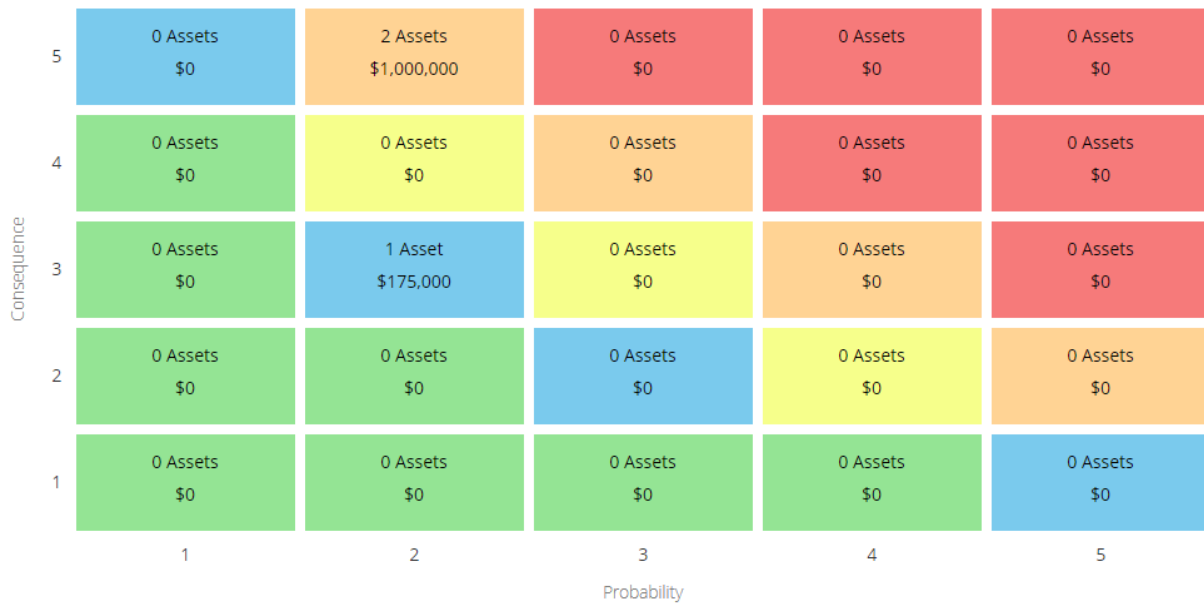 5
0 Assets
$0
2 Assets
$1,000,000
0 Assets
$0
0 Assets
$0
0 Assets
$0
4
0 Assets
$0
0 Assets
$0
0 Assets
$0
0 Assets
$0
0 Assets
$0
Consequence
3
0 Assets
$0
1 Asset
$175,000
0 Assets
$0
0 Assets
$0
0 Assets
$0
2
0 Assets
$0
0 Assets
$0
0 Assets
$0
0 Assets
$0
0 Assets
$0
1
0 Assets
$0
0 Assets
$0
0 Assets
$0
0 Assets
$0
0 Assets
$0
1
2
3
4
5
Probability